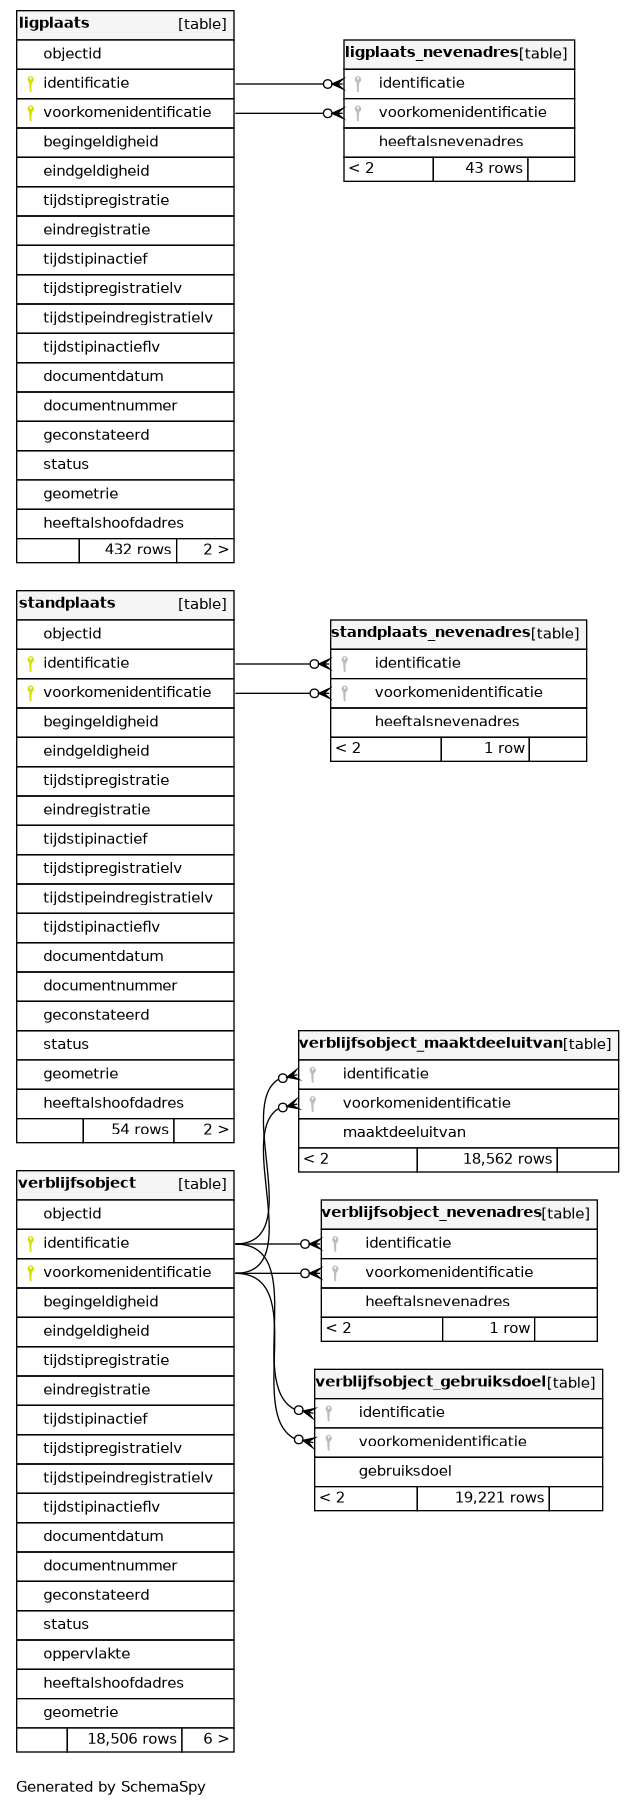 ligplaats [table]
objectid
identificatie
voorkomenidentificatie
begingeldigheid
eindgeldigheid
tijdstipregistratie
eindregistratie
tijdstipinactief
tijdstipregistratielv
tijdstipeindregistratielv
tijdstipinactieflv
documentdatum
documentnummer
geconstateerd
status
geometrie
heeftalshoofdadres
432 rows 2 >
ligplaats_nevenadres[table]
identificatie
voorkomenidentificatie
heeftalsnevenadres
< 2 43 rows
standplaats [table]
objectid
identificatie
voorkomenidentificatie
begingeldigheid
eindgeldigheid
tijdstipregistratie
eindregistratie
tijdstipinactief
tijdstipregistratielv
tijdstipeindregistratielv
tijdstipinactieflv
documentdatum
documentnummer
geconstateerd
status
geometrie
heeftalshoofdadres
54 rows 2 >
standplaats_nevenadres[table]
identificatie
voorkomenidentificatie
heeftalsnevenadres
< 2 1 row
verblijfsobject [table]
objectid
identificatie
voorkomenidentificatie
begingeldigheid
eindgeldigheid
tijdstipregistratie
eindregistratie
tijdstipinactief
tijdstipregistratielv
tijdstipeindregistratielv
tijdstipinactieflv
documentdatum
documentnummer
geconstateerd
status
oppervlakte
heeftalshoofdadres
geometrie
18,506 rows 6 >
verblijfsobject_maaktdeeluitvan[table]
identificatie
voorkomenidentificatie
maaktdeeluitvan
< 2 18,562 rows
verblijfsobject_nevenadres[table]
identificatie
voorkomenidentificatie
heeftalsnevenadres
< 2 1 row
verblijfsobject_gebruiksdoel[table]
identificatie
voorkomenidentificatie
gebruiksdoel
< 2 19,221 rows
Generated by SchemaSpy